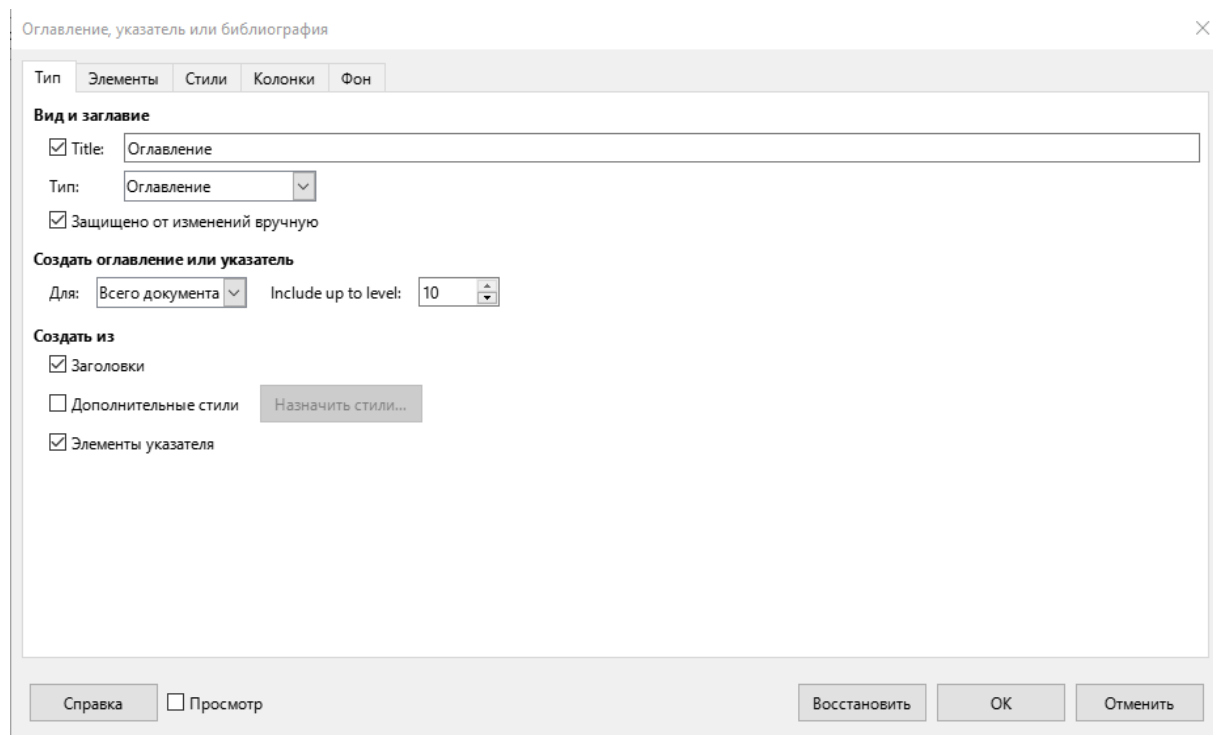 Оглавление, указатель или библиография
Тип Элементы Стили Колонки Фон
Вид и заглавие
Title: Оглавление
Тип: Оглавление
Защищено от изменений вручную
Создать оглавление или указатель
Для: Всего документа Include up to level: 10
Создать из
Заголовки
Дополнительные стили Назначить стили...
Элементы указателя
Справка Просмотр Восстановить ОК Отменить